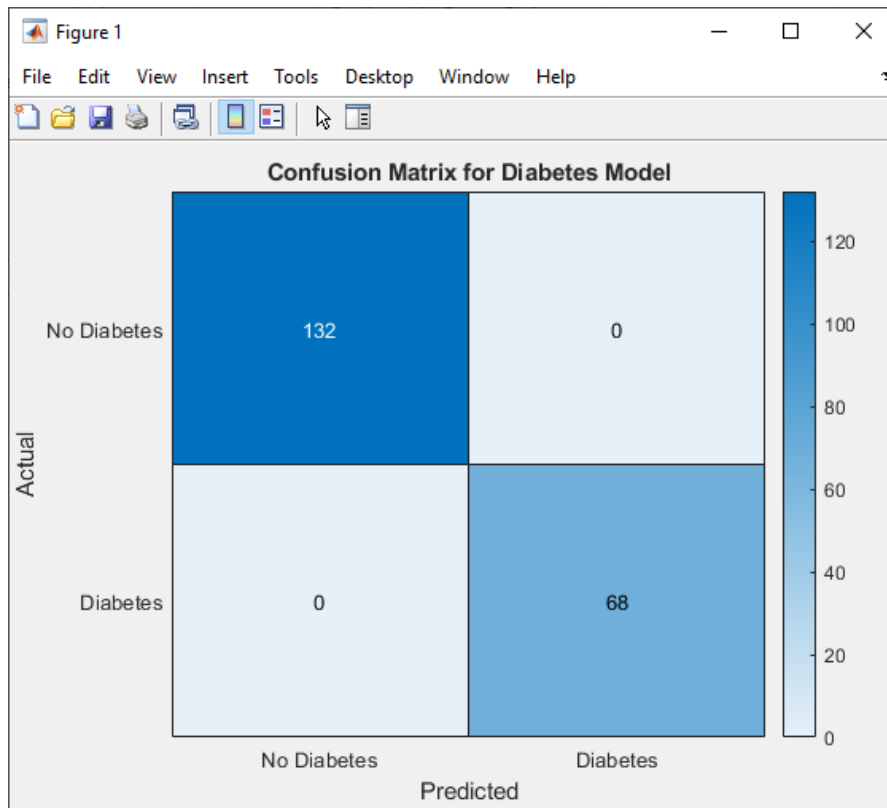 Figure 1
File Edit View Insert Tools Desktop Window Help
Confusion Matrix for Diabetes Model
No Diabetes 132 0
Diabetes 0 68
Actual
No Diabetes Diabetes
Predicted
120
100
80
60
40
20
0